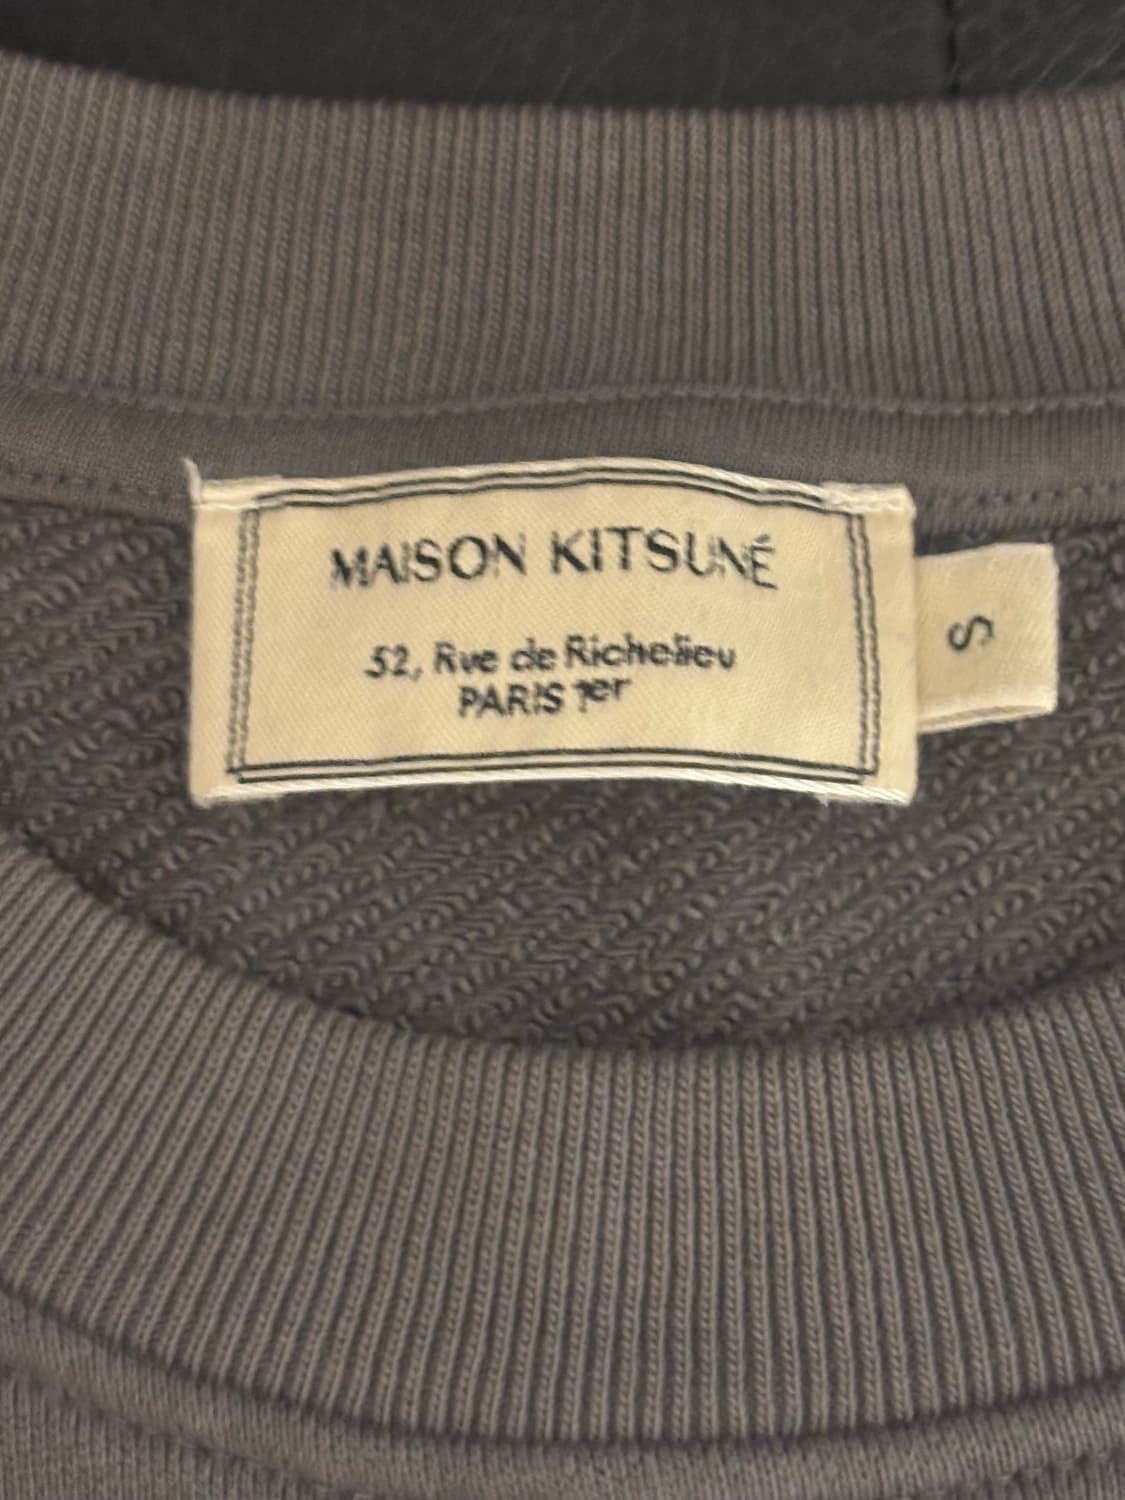 MAISON KITSUNÉ
52, Rue de Richelieu
PARIS 1er
S